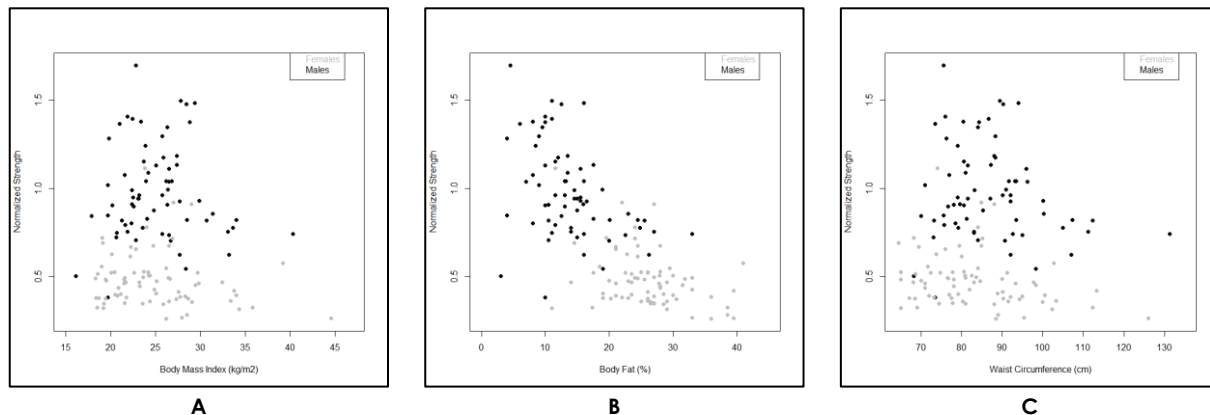 Females
Males
Normalized Strength
1.5
1.0
0.5
15 20 25 30 35 40 45
Body Mass Index (kg/m2)
A
Females
Males
Normalized Strength
1.5
1.0
0.5
0 10 20 30 40
Body Fat (%)
B
Females
Males
Normalized Strength
1.5
1.0
0.5
70 80 90 100 110 120 130
Waist Circumference (cm)
C